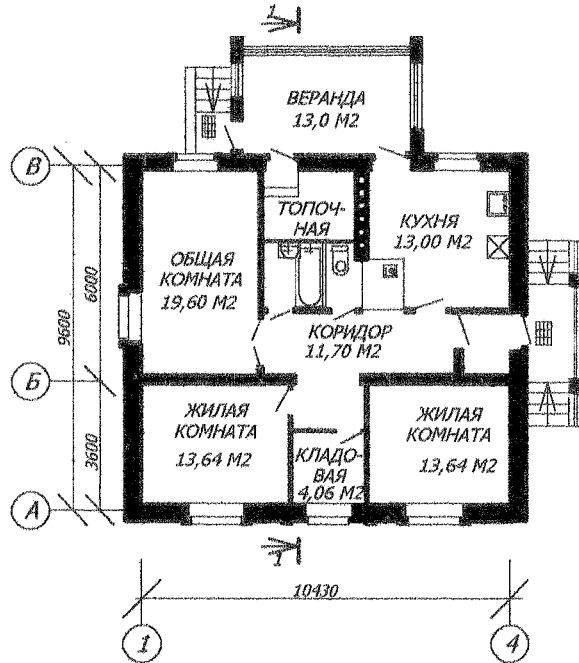 1
ВЕРАНДА
13,0 М2
В
ТОПОЧ-
НАЯ
КУХНЯ
13,00 М2
ОБЩАЯ
КОМНАТА
19,60 М2
6000
9600
КОРИДОР
11,70 М2
Б
ЖИЛАЯ
КОМНАТА
13,64 М2
ЖИЛАЯ
КОМНАТА
13,64 М2
3600
КЛАДО-
ВАЯ
4,06 М2
А
1
10430
1
4